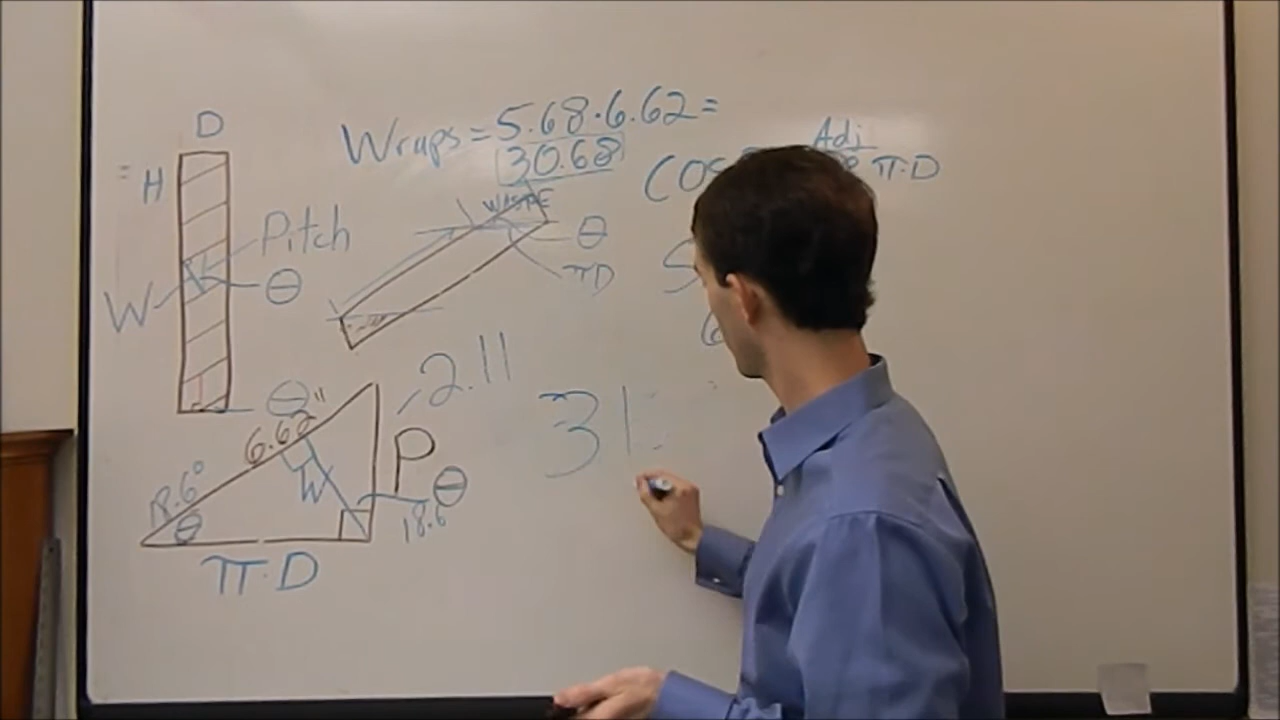 D
H
Pitch
W
θ
Wraps = 5.68·6.62=
30.68
WASTE
θ
πD
Adj
cos
π·D
2.11
θ
6.62"
18.6°
θ
W
P
θ
18.6
π·D
31